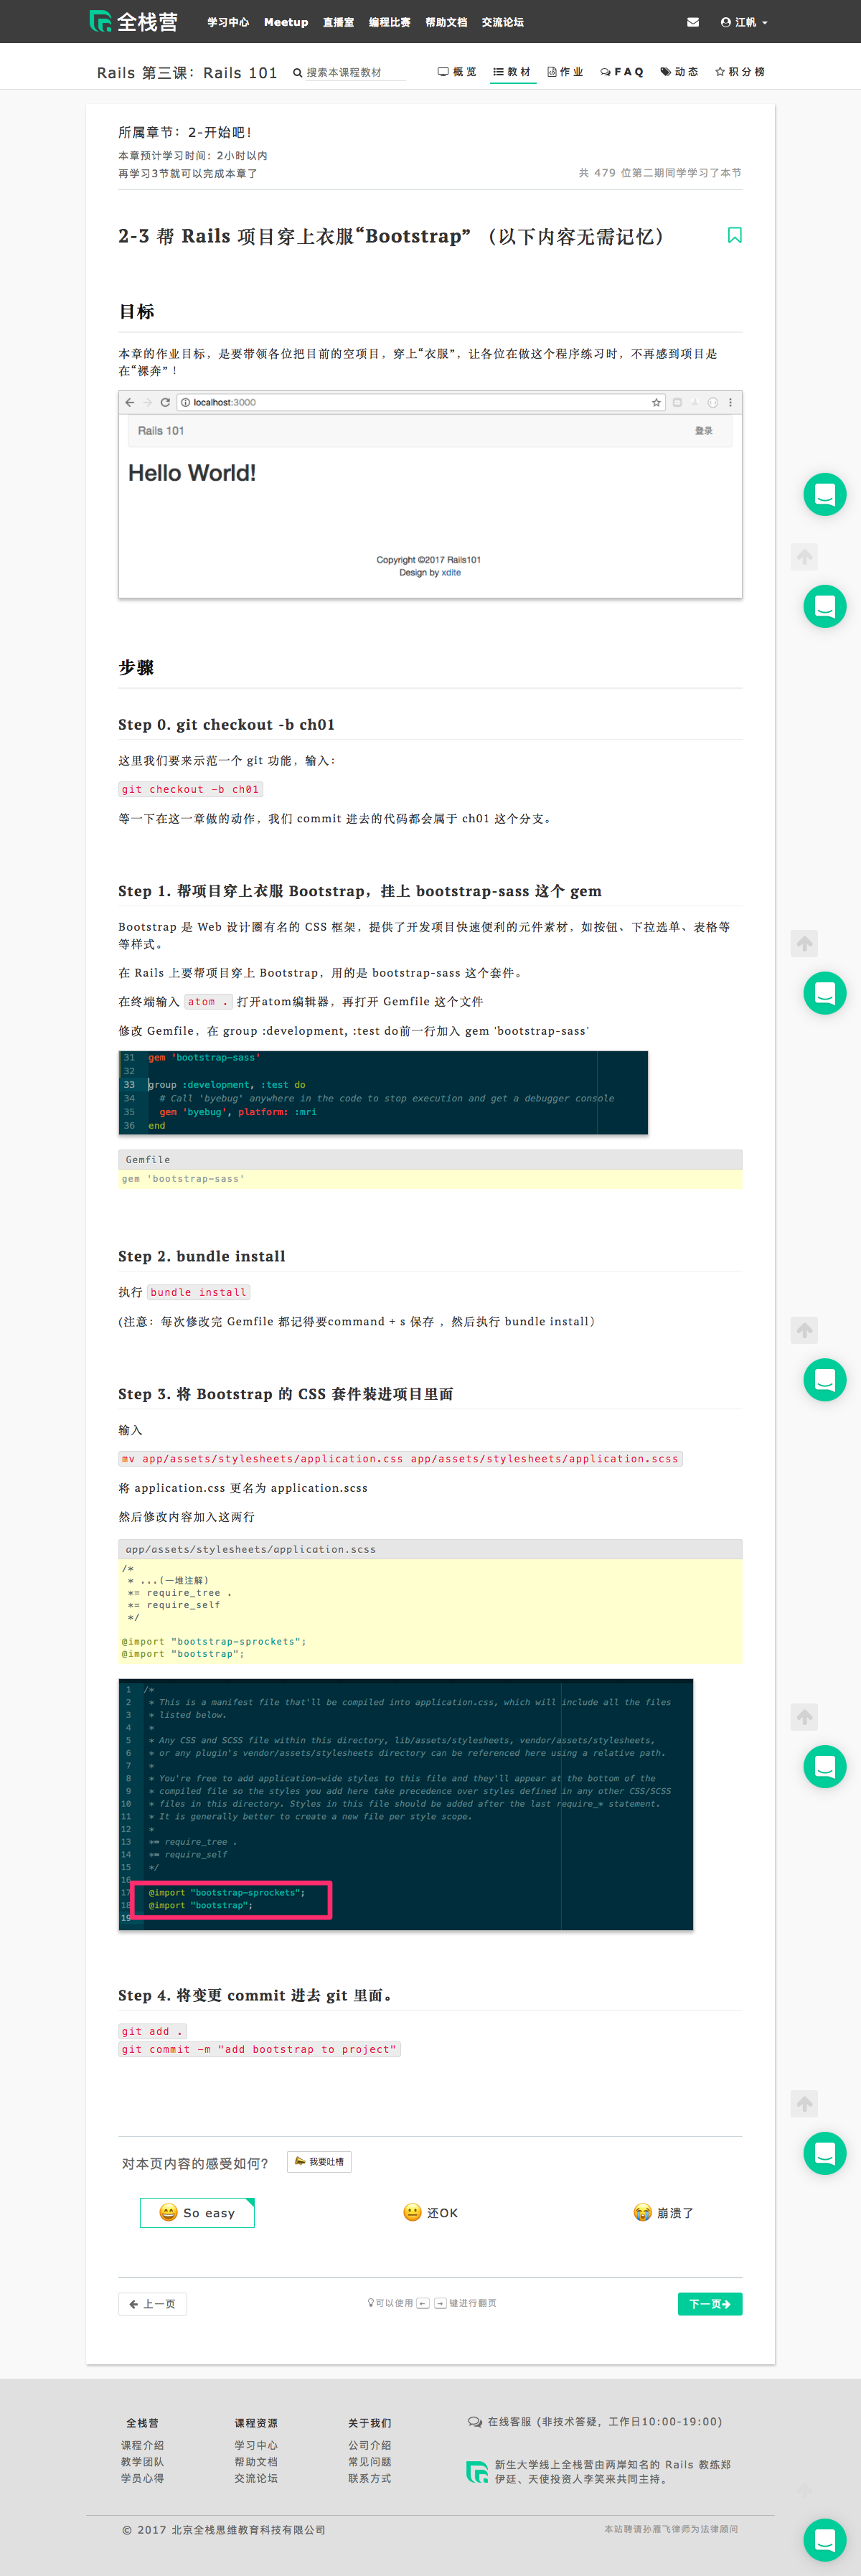 全栈营
学习中心 Meetup 直播室 编程比赛 帮助文档 交流论坛
江帆
Rails 第三课：Rails 101
搜索本课程教材
概览 教材 作业 FAQ 动态 积分榜
所属章节：2-开始吧！
本章预计学习时间：2小时以内
再学习3节就可以完成本章了
共 479 位第二期同学学习了本节
2-3 帮 Rails 项目穿上衣服“Bootstrap” （以下内容无需记忆）
目标
本章的作业目标，是要带领各位把目前的空项目，穿上“衣服”，让各位在做这个程序练习时，不再感到项目是
在“裸奔”！
localhost:3000
Rails 101
登录
Hello World!
Copyright ©2017 Rails101
Design by xdite
步骤
Step 0. git checkout -b ch01
这里我们要来示范一个 git 功能，输入：
git checkout -b ch01
等一下在这一章做的动作，我们 commit 进去的代码都会属于 ch01 这个分支。
Step 1. 帮项目穿上衣服 Bootstrap，挂上 bootstrap-sass 这个 gem
Bootstrap 是 Web 设计圈有名的 CSS 框架，提供了开发项目快速便利的元件素材，如按钮、下拉选单、表格等
等样式。
在 Rails 上要帮项目穿上 Bootstrap，用的是 bootstrap-sass 这个套件。
在终端输入 atom . 打开atom编辑器，再打开 Gemfile 这个文件
修改 Gemfile，在 group :development, :test do前一行加入 gem 'bootstrap-sass'
31 gem 'bootstrap-sass'
32
33 group :development, :test do
34 # Call 'byebug' anywhere in the code to stop execution and get a debugger console
35 gem 'byebug', platform: :mri
36 end
Gemfile
gem 'bootstrap-sass'
Step 2. bundle install
执行 bundle install
(注意：每次修改完 Gemfile 都记得要command + s 保存 ，然后执行 bundle install）
Step 3. 将 Bootstrap 的 CSS 套件装进项目里面
输入
mv app/assets/stylesheets/application.css app/assets/stylesheets/application.scss
将 application.css 更名为 application.scss
然后修改内容加入这两行
app/assets/stylesheets/application.scss
/*
* ...(一堆注解)
*= require_tree .
*= require_self
*/
@import "bootstrap-sprockets";
@import "bootstrap";
1 /*
2 * This is a manifest file that'll be compiled into application.css, which will include all the files
3 * listed below.
4 *
5 * Any CSS and SCSS file within this directory, lib/assets/stylesheets, vendor/assets/stylesheets,
6 * or any plugin's vendor/assets/stylesheets directory can be referenced here using a relative path.
7 *
8 * You're free to add application-wide styles to this file and they'll appear at the bottom of the
9 * compiled file so the styles you add here take precedence over styles defined in any other CSS/SCSS
10 * files in this directory. Styles in this file should be added after the last require_* statement.
11 * It is generally better to create a new file per style scope.
12 *
13 *= require_tree .
14 *= require_self
15 */
16
17 @import "bootstrap-sprockets";
18 @import "bootstrap";
19
Step 4. 将变更 commit 进去 git 里面。
git add .
git commit -m "add bootstrap to project"
对本页内容的感受如何？ 我要吐槽
So easy 还OK 崩溃了
上一页
可以使用 ← → 键进行翻页
下一页
全栈营
课程介绍
教学团队
学员心得
课程资源
学习中心
帮助文档
交流论坛
关于我们
公司介绍
常见问题
联系方式
在线客服 (非技术答疑，工作日10:00-19:00)
新生大学线上全栈营由两岸知名的 Rails 教练郑
伊廷、天使投资人李笑来共同主持。
© 2017 北京全栈思维教育科技有限公司
本站聘请孙雁飞律师为法律顾问